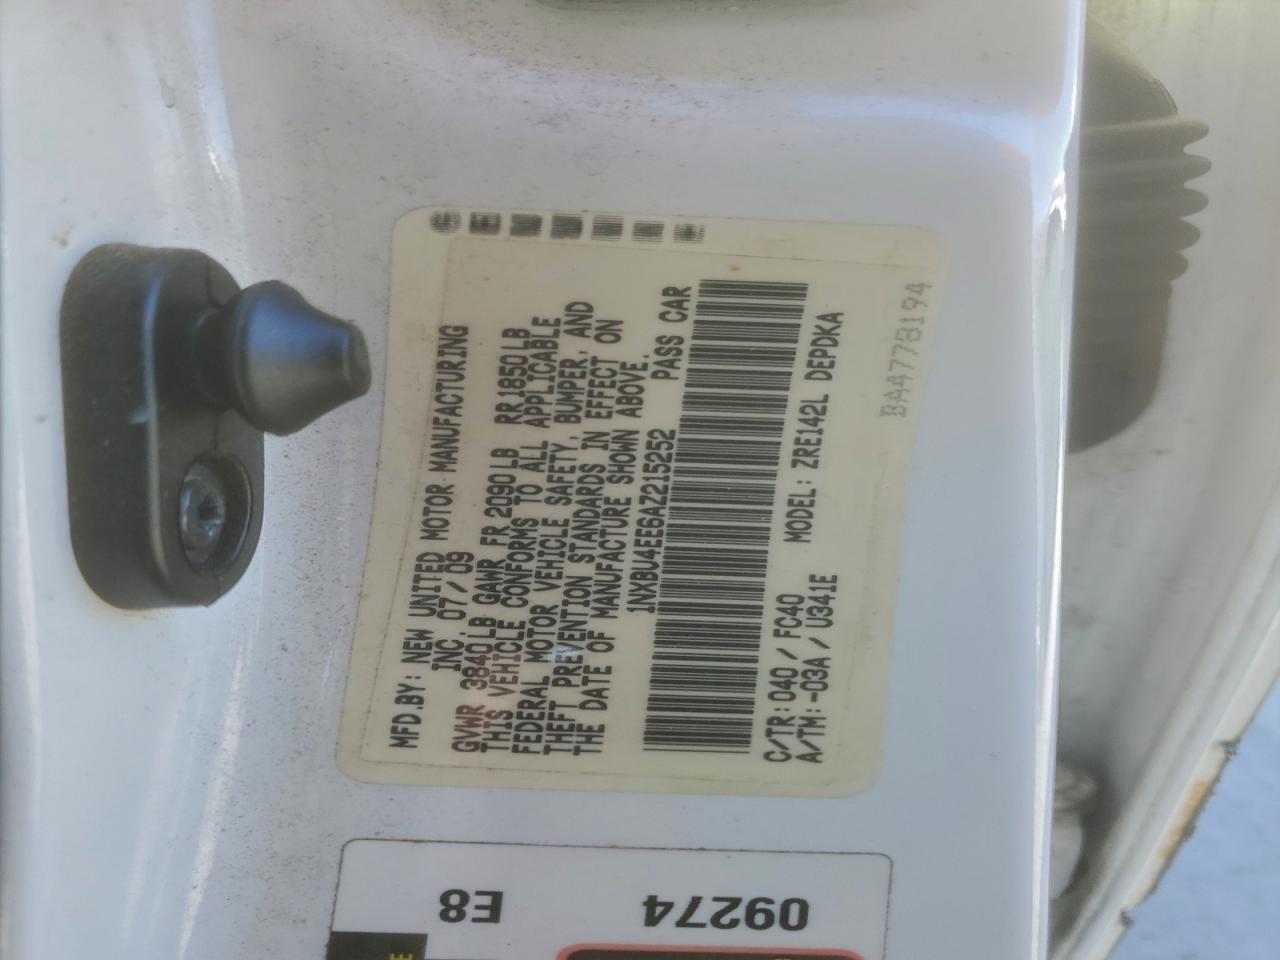 MFD.BY: NEW UNITED MOTOR MANUFACTURING
INC. 07/09
GVWR 3840LB GAWR FR 2090LB RR1850LB
THIS VEHICLE CONFORMS TO ALL APPLICABLE
FEDERAL MOTOR VEHICLE SAFETY, BUMPER, AND
THEFT PREVENTION STANDARDS IN EFFECT ON
THE DATE OF MANUFACTURE SHOWN ABOVE.
1NXBU4EE6AZ215252 PASS CAR
C/TR: 040 / FC40 MODEL: ZRE142L DEPDKA
A/TM: -03A / U341E
BA4778194
E8
09274